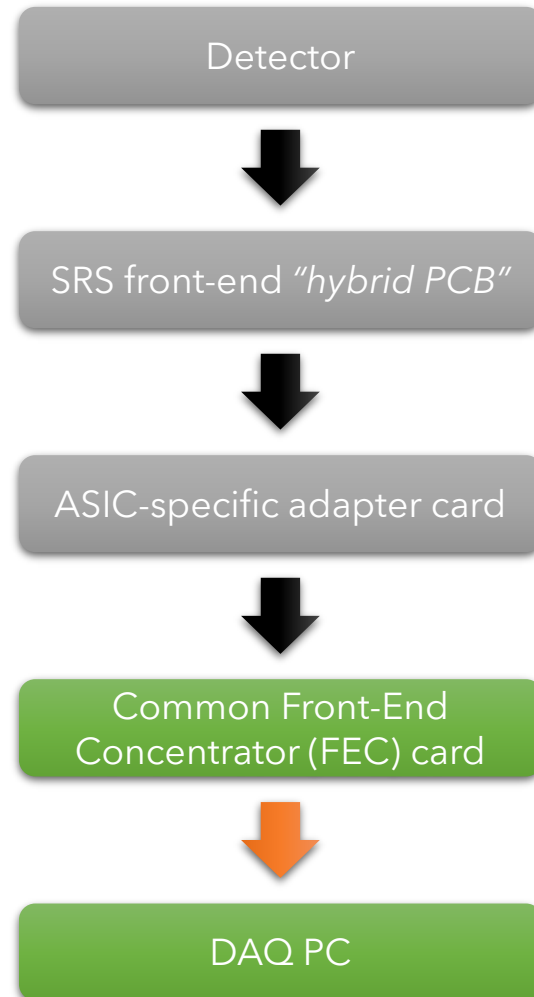 Detector
SRS front-end “hybrid PCB”
ASIC-specific adapter card
Common Front-End
Concentrator (FEC) card
DAQ PC